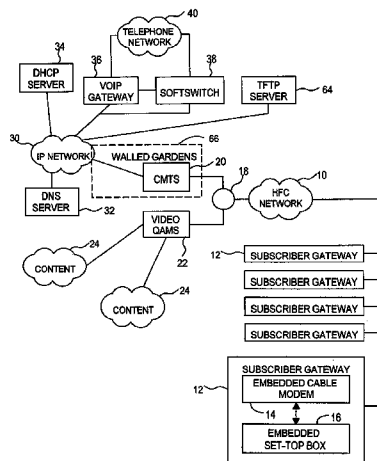 40
TELEPHONE
NETWORK
34
36
38
DHCP
SERVER
VOIP
GATEWAY
SOFTSWITCH
TFTP
SERVER
64
66
30
IP NETWORK
WALLED GARDENS
20
CMTS
18
10
HFC
NETWORK
DNS
SERVER
32
VIDEO
QAMS
22
24
CONTENT
24
CONTENT
12
SUBSCRIBER GATEWAY
SUBSCRIBER GATEWAY
SUBSCRIBER GATEWAY
SUBSCRIBER GATEWAY
12
SUBSCRIBER GATEWAY
EMBEDDED CABLE
MODEM
14
16
EMBEDDED
SET-TOP BOX